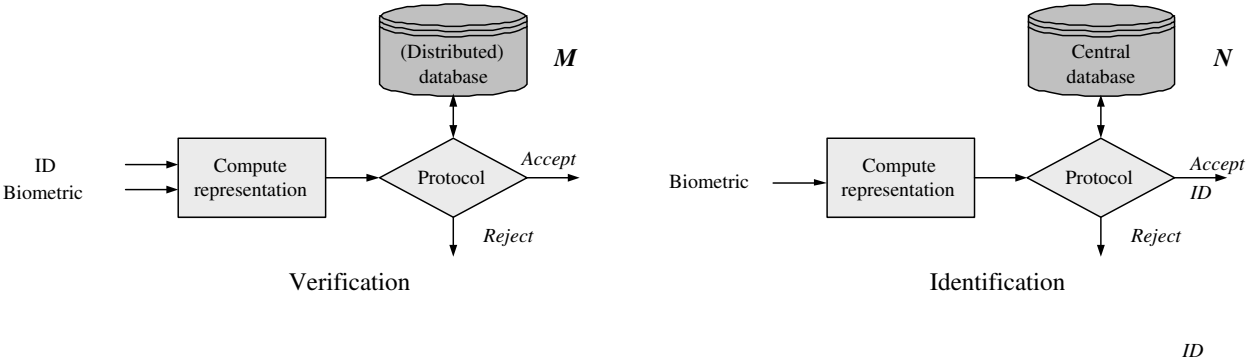 (Distributed)
database
M
ID
Biometric
Compute
representation
Protocol
Accept
Reject
Verification
Central
database
N
Biometric
Compute
representation
Protocol
Accept
ID
Reject
Identification
ID